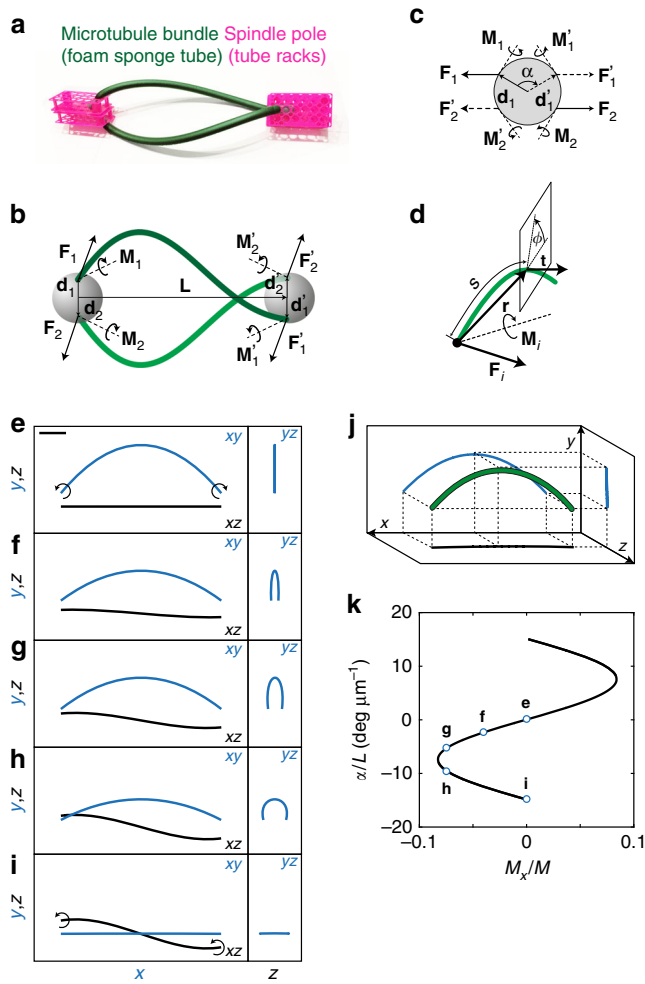 a
Microtubule bundle Spindle pole
(foam sponge tube) (tube racks)
b
F1
M1
d1
L
M′2
F′2
d2
d′1
d2
F2
M2
M′1
F′1
c
M1
M′1
F1
α
F′1
d1
d′1
F′2
F2
M′2
M2
d
ϕ
s
t
r
Mi
Fi
e
y,z
xy
yz
xz
f
y,z
xy
yz
xz
g
y,z
xy
yz
xz
h
y,z
xy
yz
xz
i
y,z
xy
yz
xz
x
z
j
y
x
z
k
α/L (deg μm−1)
20
10
0
−10
−20
e
f
g
h
i
−0.1
0
0.1
Mx/M